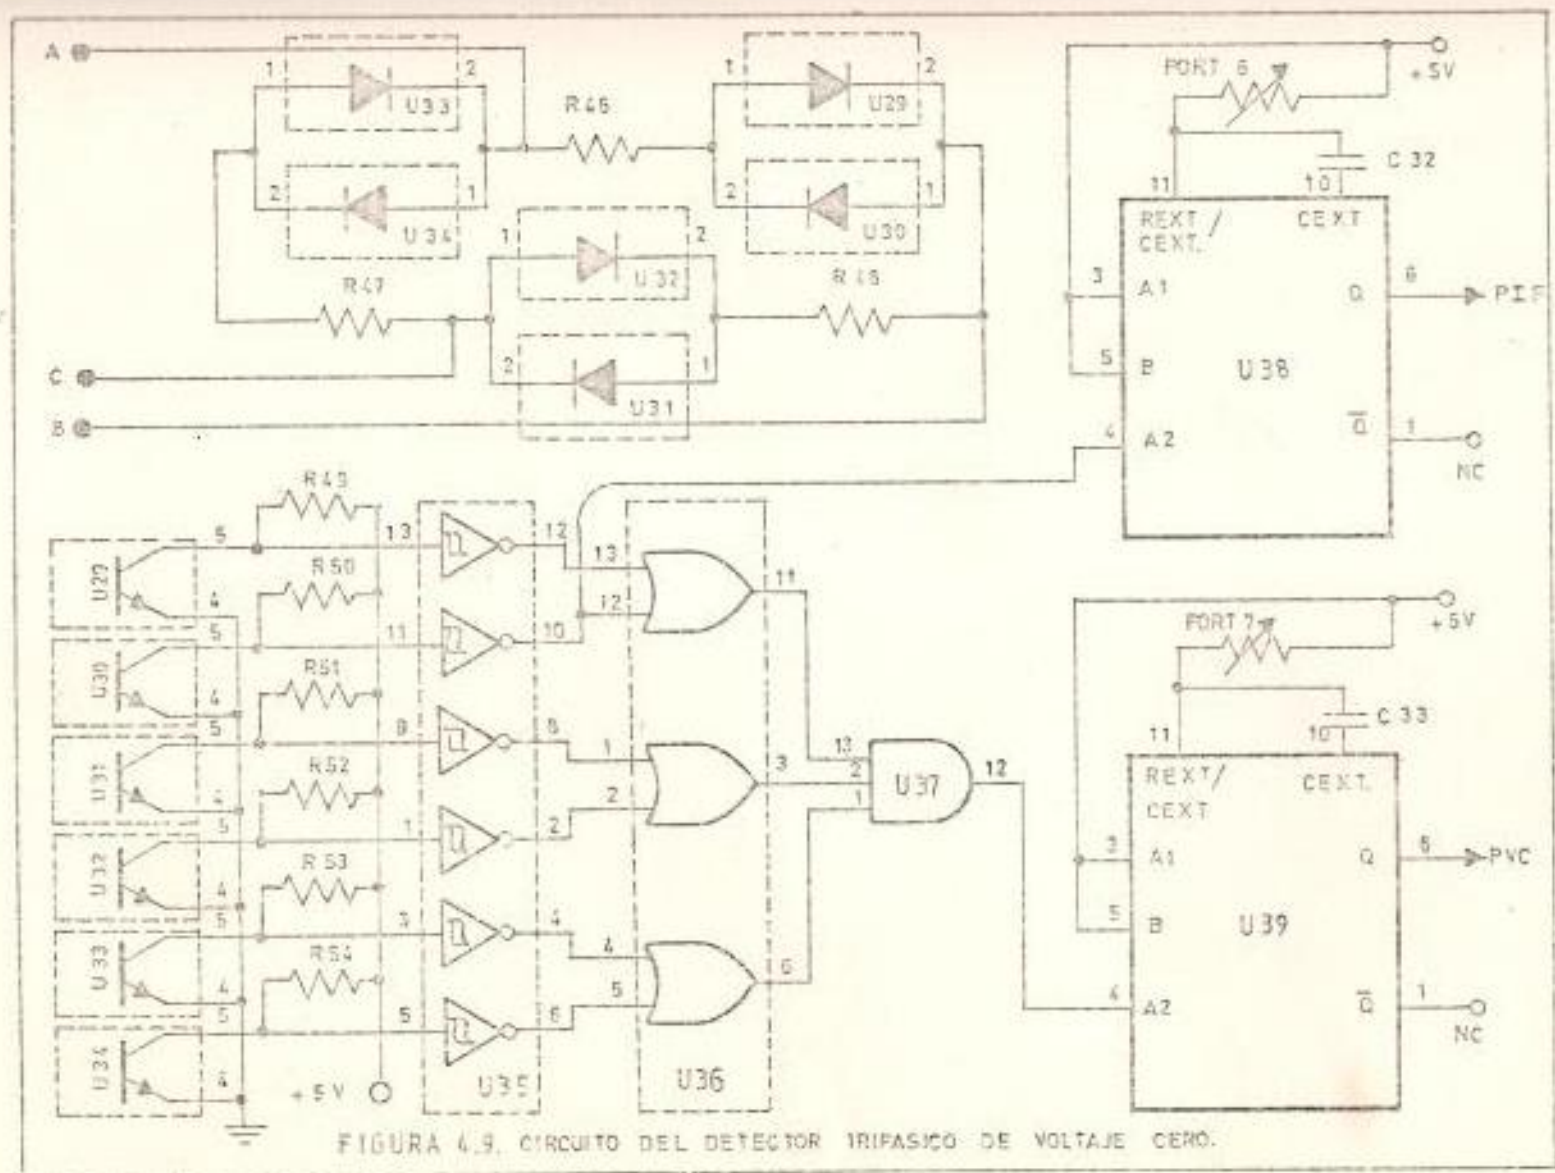 A
1
2
U33
2
1
U34
R46
1
2
U29
2
1
U30
R47
1
2
U32
R48
2
1
U31
C
B
PORT 6
+5V
C 32
11
10
REXT /
CEXT.
CEXT
3
A1
Q
6
PIF
5
B
U38
4
A2
Q
1
NC
R49
U29
5
4
13
12
13
11
R50
U30
5
4
11
10
12
R51
U31
5
4
9
8
1
3
R52
U32
5
4
1
2
2
R53
U33
5
4
3
4
4
6
R54
U34
5
4
5
6
5
+5V
U35
U36
13
2
1
U37
12
PORT 7
+5V
C 33
11
10
REXT/
CEXT
CEXT.
3
A1
Q
6
PVC
5
B
U39
4
A2
Q
1
NC
FIGURA 4.9. CIRCUITO DEL DETECTOR TRIFASICO DE VOLTAJE CERO.